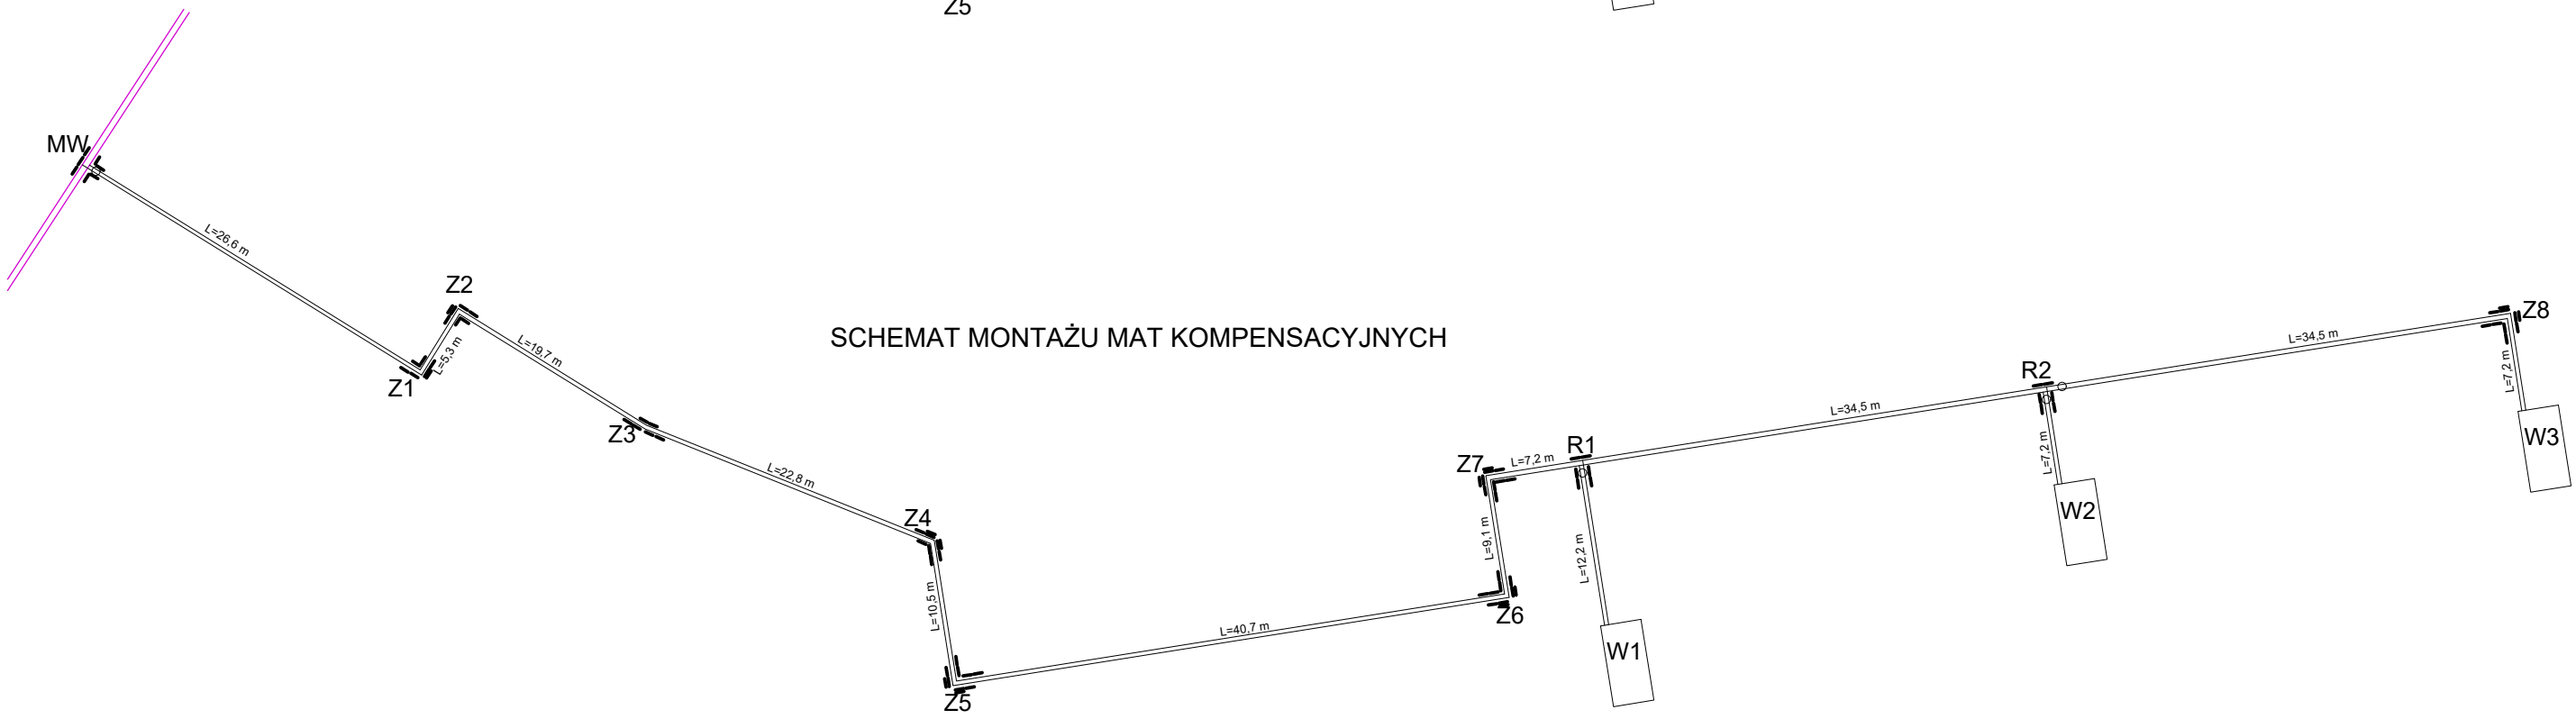 Z5
MW
L=26,6 m
Z2
Z1
L=5,3 m
L=19,7 m
Z3
SCHEMAT MONTAŻU MAT KOMPENSACYJNYCH
L=22,8 m
Z4
L=10,5 m
Z5
L=40,7 m
Z6
L=9,1 m
Z7
L=7,2 m
R1
L=12,2 m
W1
L=34,5 m
R2
L=7,2 m
W2
L=34,5 m
Z8
L=7,2 m
W3